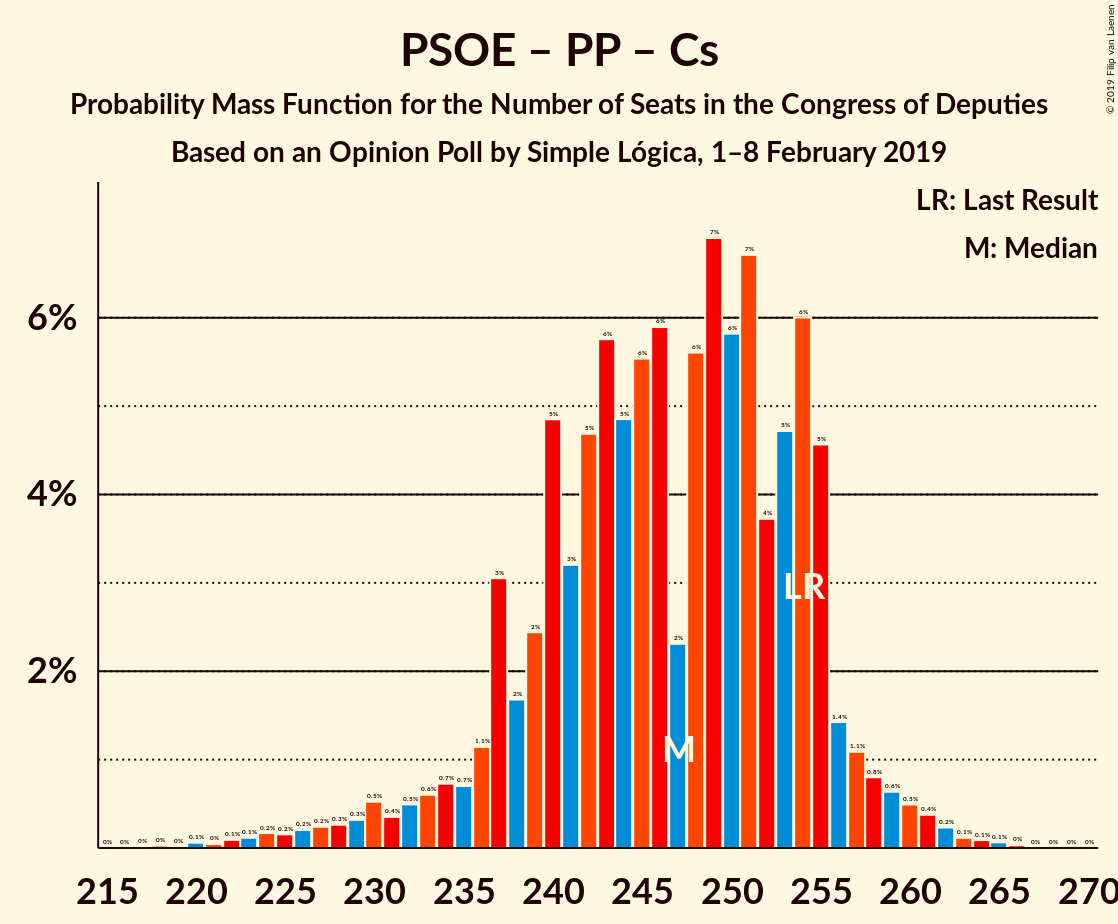 PSOE – PP – Cs
Probability Mass Function for the Number of Seats in the Congress of Deputies
Based on an Opinion Poll by Simple Lógica, 1–8 February 2019
© 2019 Filip van Laenen
LR: Last Result
M: Median
6%
4%
2%
0% 0% 0% 0% 0% 0.1% 0% 0.1% 0.1% 0.2% 0.2% 0.2% 0.2% 0.3% 0.3% 0.5% 0.4% 0.5% 0.6% 0.7% 0.7% 1.1% 3% 2% 2% 5% 3% 5% 6% 5% 6% 6% 2% 6% 7% 6% 7% 4% 5% 6% 5% 1.4% 1.1% 0.8% 0.6% 0.5% 0.4% 0.2% 0.1% 0.1% 0.1% 0% 0% 0% 0% 0%
LR
M
215 220 225 230 235 240 245 250 255 260 265 270